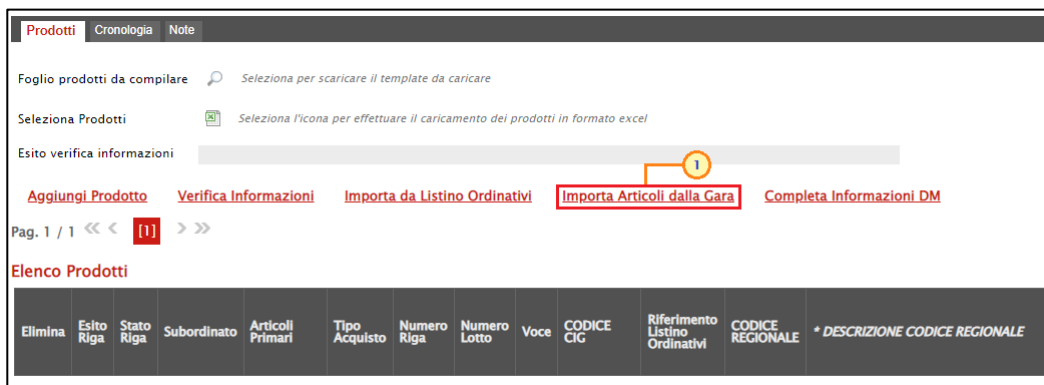 Prodotti Cronologia Note
Foglio prodotti da compilare Seleziona per scaricare il template da caricare
Seleziona Prodotti Seleziona l'icona per effettuare il caricamento dei prodotti in formato excel
Esito verifica informazioni
1
Aggiungi Prodotto Verifica Informazioni Importa da Listino Ordinativi Importa Articoli dalla Gara Completa Informazioni DM
Pag. 1 / 1 << < [1] > >>
Elenco Prodotti
Elimina Esito Riga Stato Riga Subordinato Articoli Primari Tipo Acquisto Numero Riga Numero Lotto Voce CODICE CIG Riferimento Listino Ordinativi CODICE REGIONALE * DESCRIZIONE CODICE REGIONALE